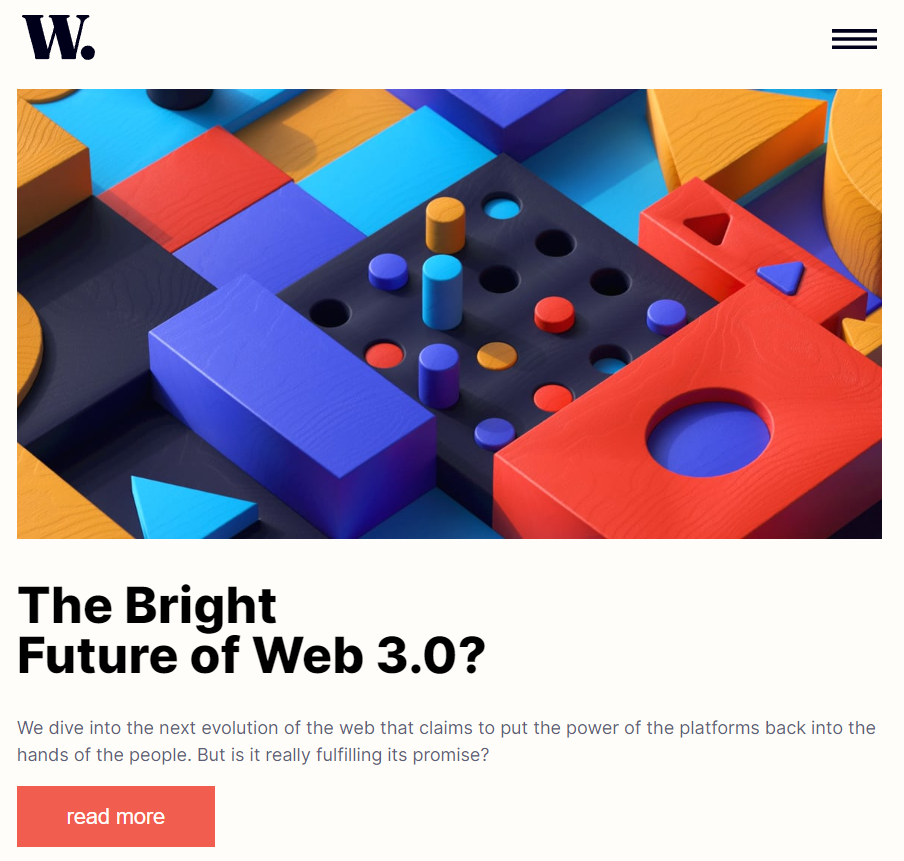 W.
The Bright
Future of Web 3.0?
We dive into the next evolution of the web that claims to put the power of the platforms back into the
hands of the people. But is it really fulfilling its promise?
read more